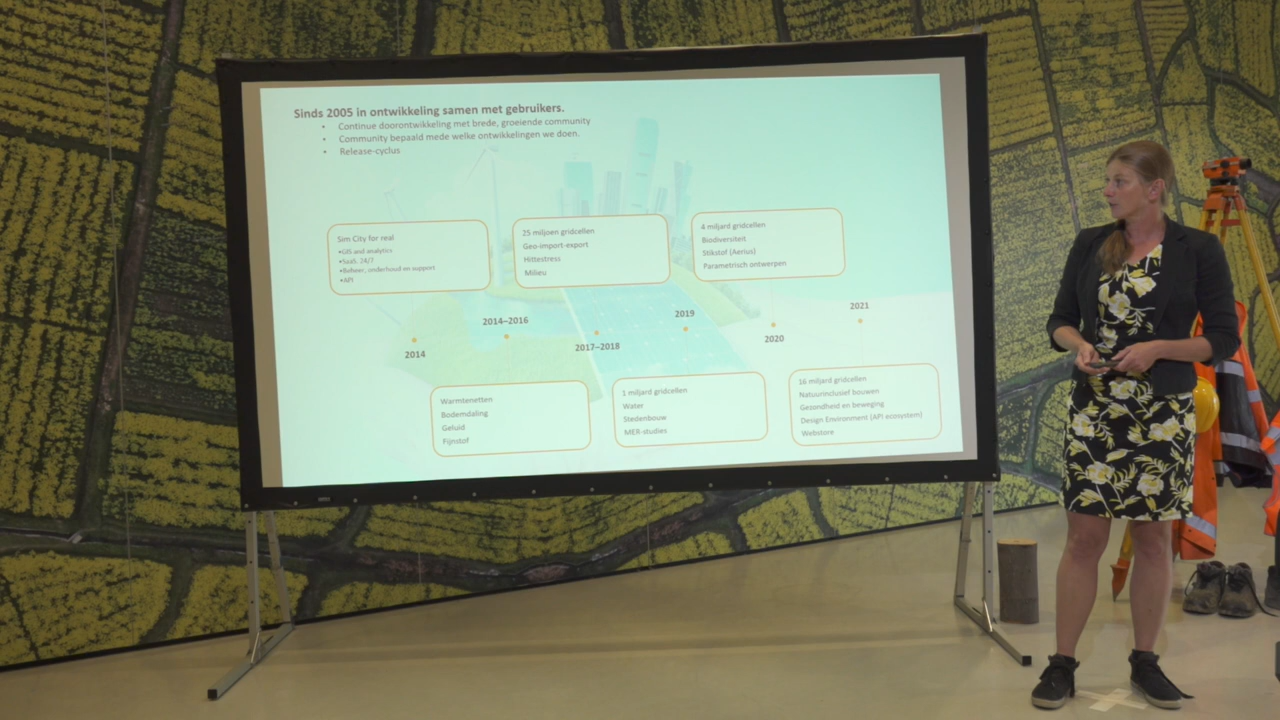 Sinds 2005 in ontwikkeling samen met gebruikers.
• Continue doorontwikkeling met brede, groeiende community
• Community bepaald mede welke ontwikkelingen we doen.
• Release-cyclus
Sim City for real
•GIS and analytics
•SaaS, 24/7
•Beheer, onderhoud en support
•API
25 miljoen gridcellen
Geo-import-export
Hittestress
Milieu
4 miljard gridcellen
Biodiversiteit
Stikstof (Aerius)
Parametrisch ontwerpen
2014
2014–2016
2017–2018
2019
2020
2021
Warmtenetten
Bodemdaling
Geluid
Fijnstof
1 miljard gridcellen
Water
Stedenbouw
MER-studies
16 miljard gridcellen
Natuurinclusief bouwen
Gezondheid en beweging
Design Environment (API ecosystem)
Webstore